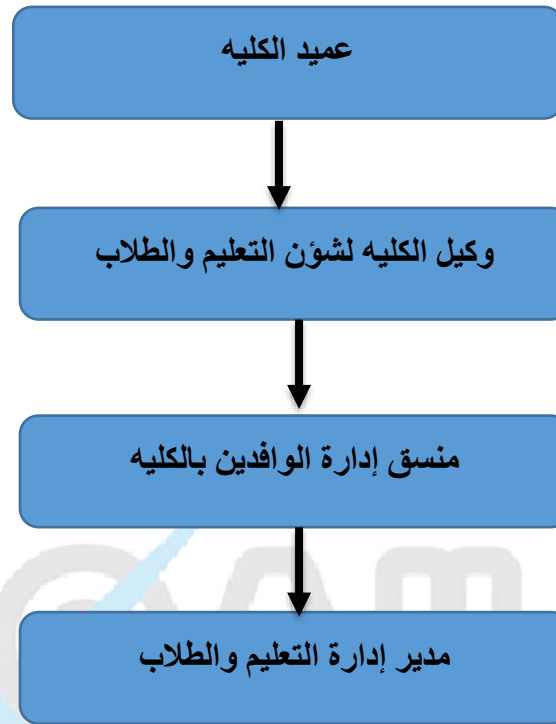 عميد الكليه
وكيل الكليه لشؤن التعليم والطلاب
منسق إدارة الوافدين بالكليه
مدير إدارة التعليم والطلاب